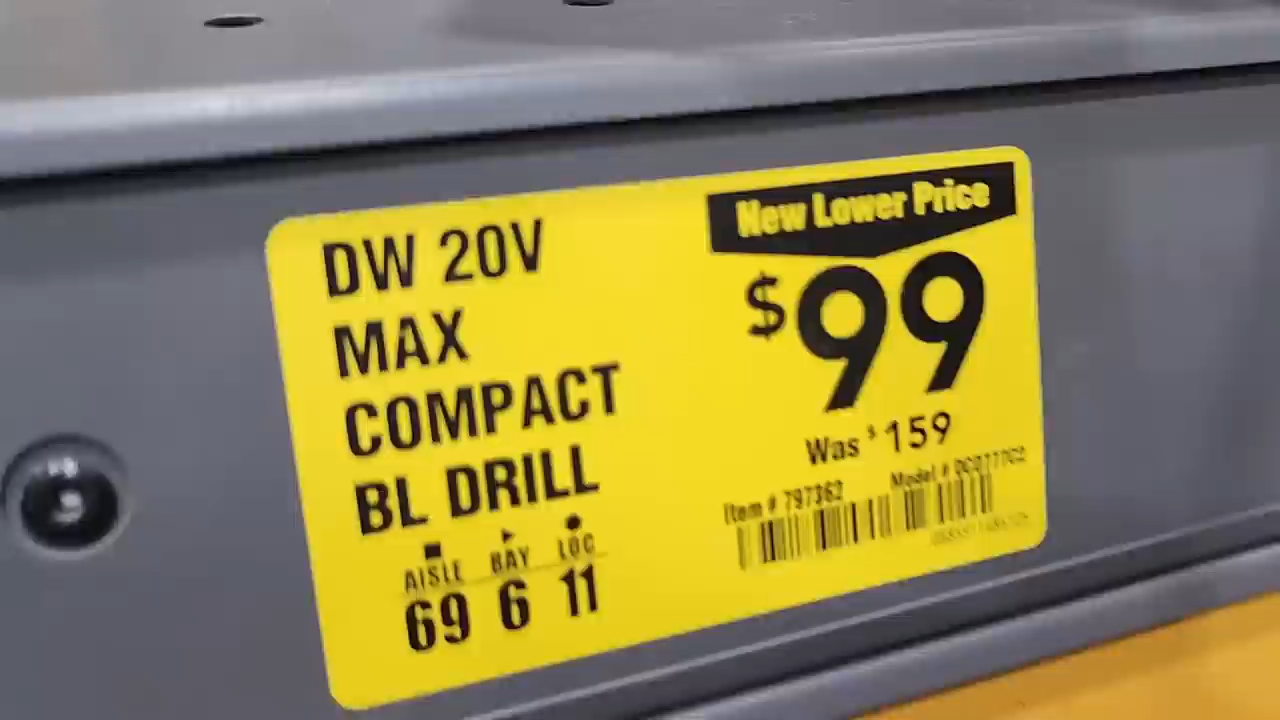 DW 20V
MAX
COMPACT
BL DRILL
AISLE BAY LOC
69 6 11
New Lower Price
$99
Was $159
Item # 797362 Model # DCD777C2